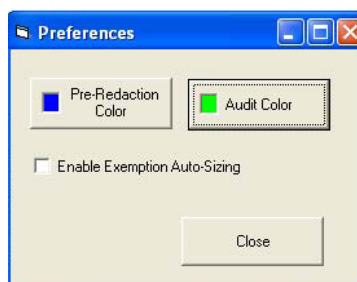 Preferences
Pre-Redaction
Color
Audit Color
Enable Exemption Auto-Sizing
Close